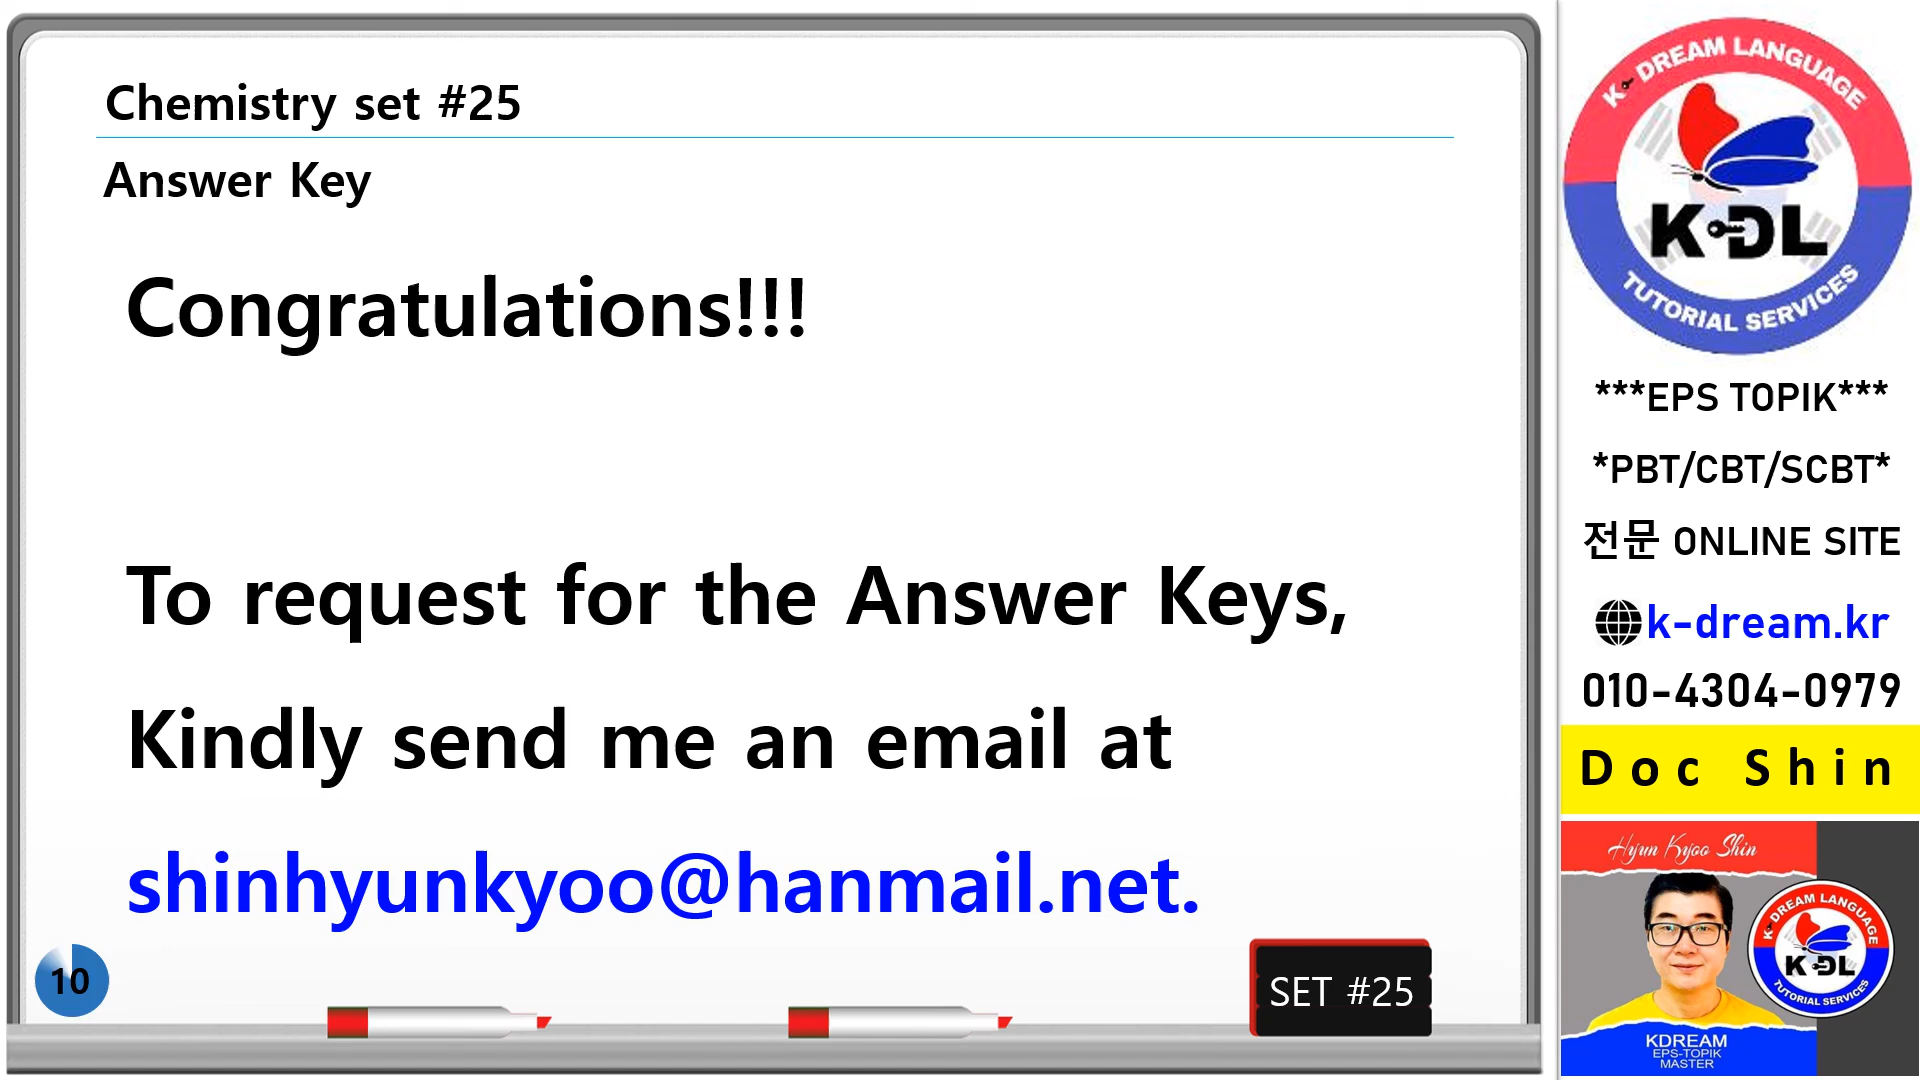 Chemistry set #25
Answer Key
Congratulations!!!
To request for the Answer Keys,
Kindly send me an email at
shinhyunkyoo@hanmail.net.
10
SET #25
K DREAM LANGUAGE
K DL
TUTORIAL SERVICES
***EPS TOPIK***
*PBT/CBT/SCBT*
전문 ONLINE SITE
k-dream.kr
010-4304-0979
Doc Shin
Hyun Kyoo Shin
K DREAM LANGUAGE
K DL
TUTORIAL SERVICES
KDREAM
EPS-TOPIK
MASTER